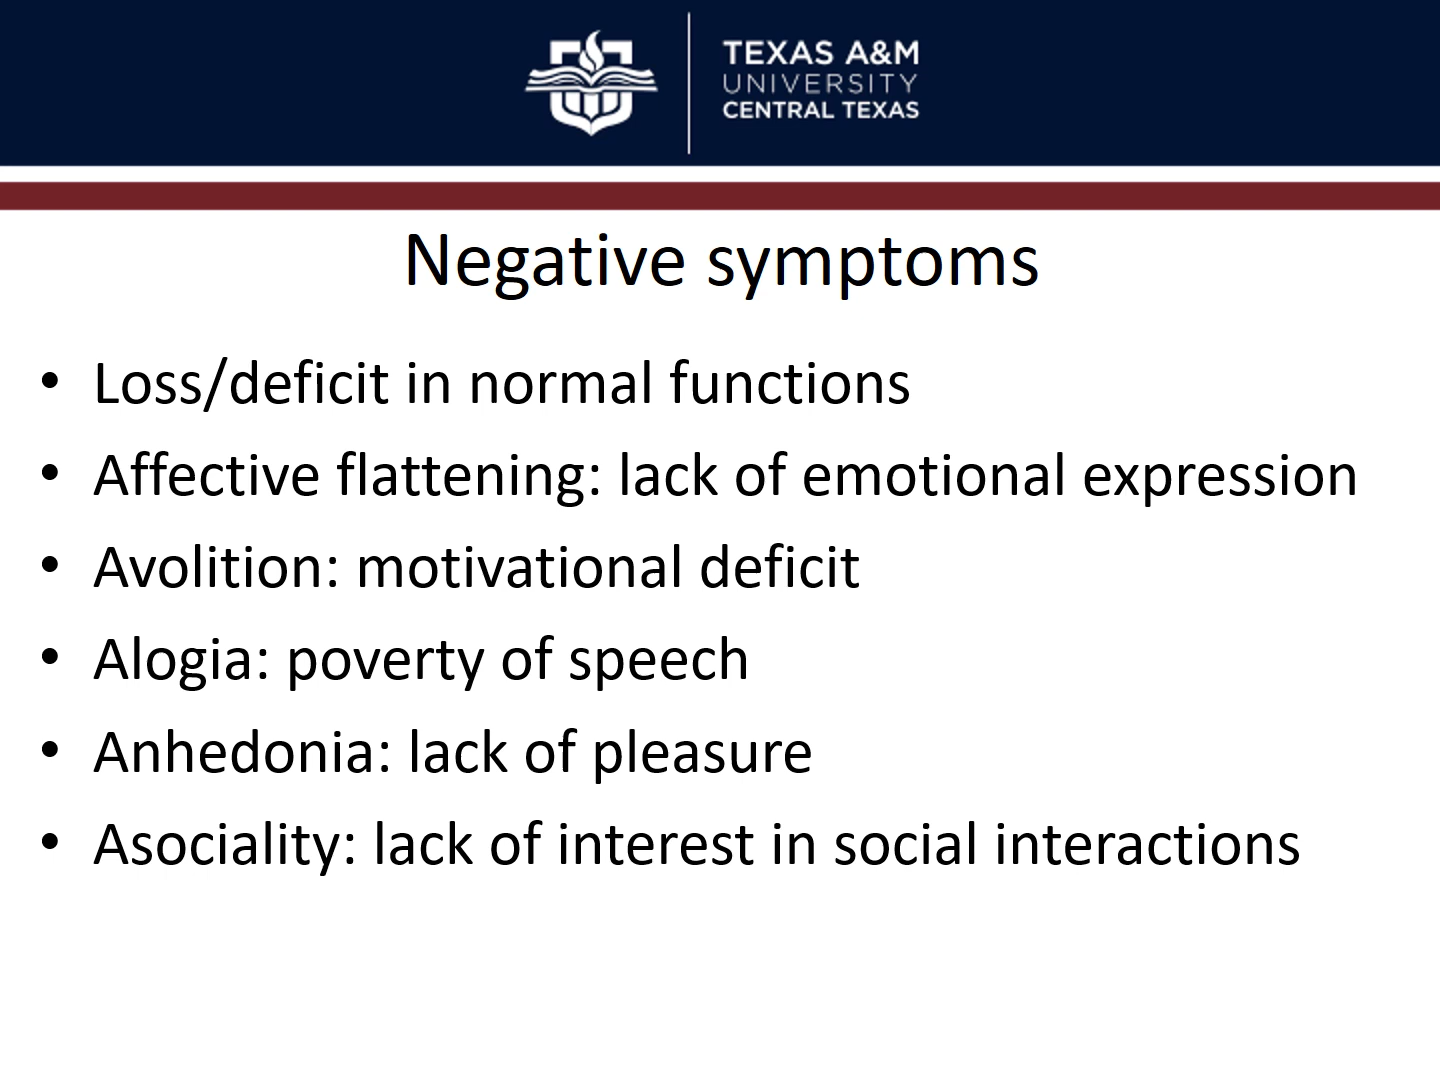 TEXAS A&M
UNIVERSITY
CENTRAL TEXAS
Negative symptoms
• Loss/deficit in normal functions
• Affective flattening: lack of emotional expression
• Avolition: motivational deficit
• Alogia: poverty of speech
• Anhedonia: lack of pleasure
• Asociality: lack of interest in social interactions